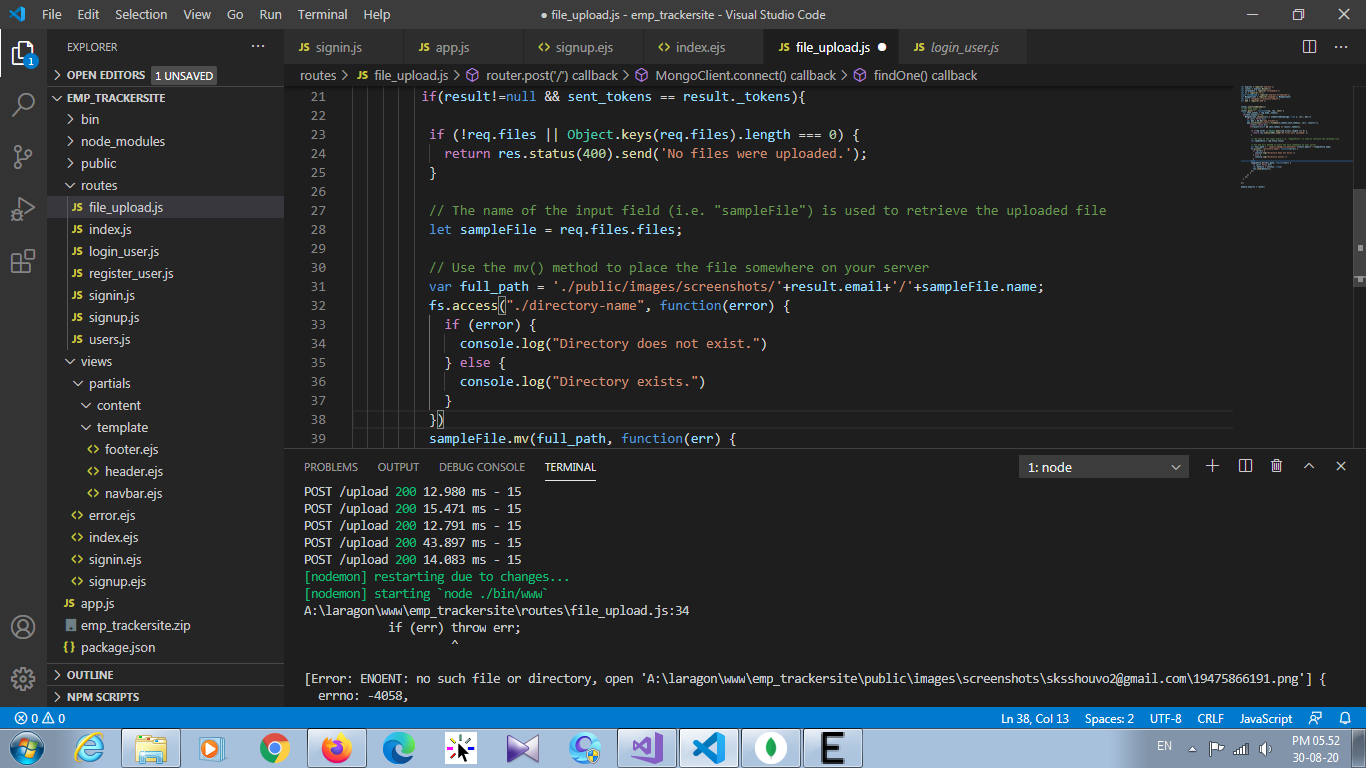 File Edit Selection View Go Run Terminal Help ● file_upload.js - emp_trackersite - Visual Studio Code
EXPLORER ···
JS signin.js JS app.js <> signup.ejs <> index.ejs JS file_upload.js ● JS login_user.js ···
OPEN EDITORS 1 UNSAVED
routes > JS file_upload.js > router.post('/') callback > MongoClient.connect() callback > findOne() callback
EMP_TRACKERSITE
bin
node_modules
public
routes
JS file_upload.js
JS index.js
JS login_user.js
JS register_user.js
JS signin.js
JS signup.js
JS users.js
views
partials
content
template
<> footer.ejs
<> header.ejs
<> navbar.ejs
<> error.ejs
<> index.ejs
<> signin.ejs
<> signup.ejs
JS app.js
emp_trackersite.zip
{} package.json
OUTLINE
NPM SCRIPTS
1
21 if(result!=null && sent_tokens == result._tokens){
22
23 if (!req.files || Object.keys(req.files).length === 0) {
24 return res.status(400).send('No files were uploaded.');
25 }
26
27 // The name of the input field (i.e. "sampleFile") is used to retrieve the uploaded file
28 let sampleFile = req.files.files;
29
30 // Use the mv() method to place the file somewhere on your server
31 var full_path = './public/images/screenshots/'+result.email+'/'+sampleFile.name;
32 fs.access("./directory-name", function(error) {
33 if (error) {
34 console.log("Directory does not exist.")
35 } else {
36 console.log("Directory exists.")
37 }
38 })
39 sampleFile.mv(full_path, function(err) {
PROBLEMS OUTPUT DEBUG CONSOLE TERMINAL 1: node
POST /upload 200 12.980 ms - 15
POST /upload 200 15.471 ms - 15
POST /upload 200 12.791 ms - 15
POST /upload 200 43.897 ms - 15
POST /upload 200 14.083 ms - 15
[nodemon] restarting due to changes...
[nodemon] starting `node ./bin/www`
A:\laragon\www\emp_trackersite\routes\file_upload.js:34
if (err) throw err;
^
[Error: ENOENT: no such file or directory, open 'A:\laragon\www\emp_trackersite\public\images\screenshots\sksshouvo2@gmail.com\19475866191.png'] {
errno: -4058,
0 0 Ln 38, Col 13 Spaces: 2 UTF-8 CRLF JavaScript
EN PM 05.52
30-08-20